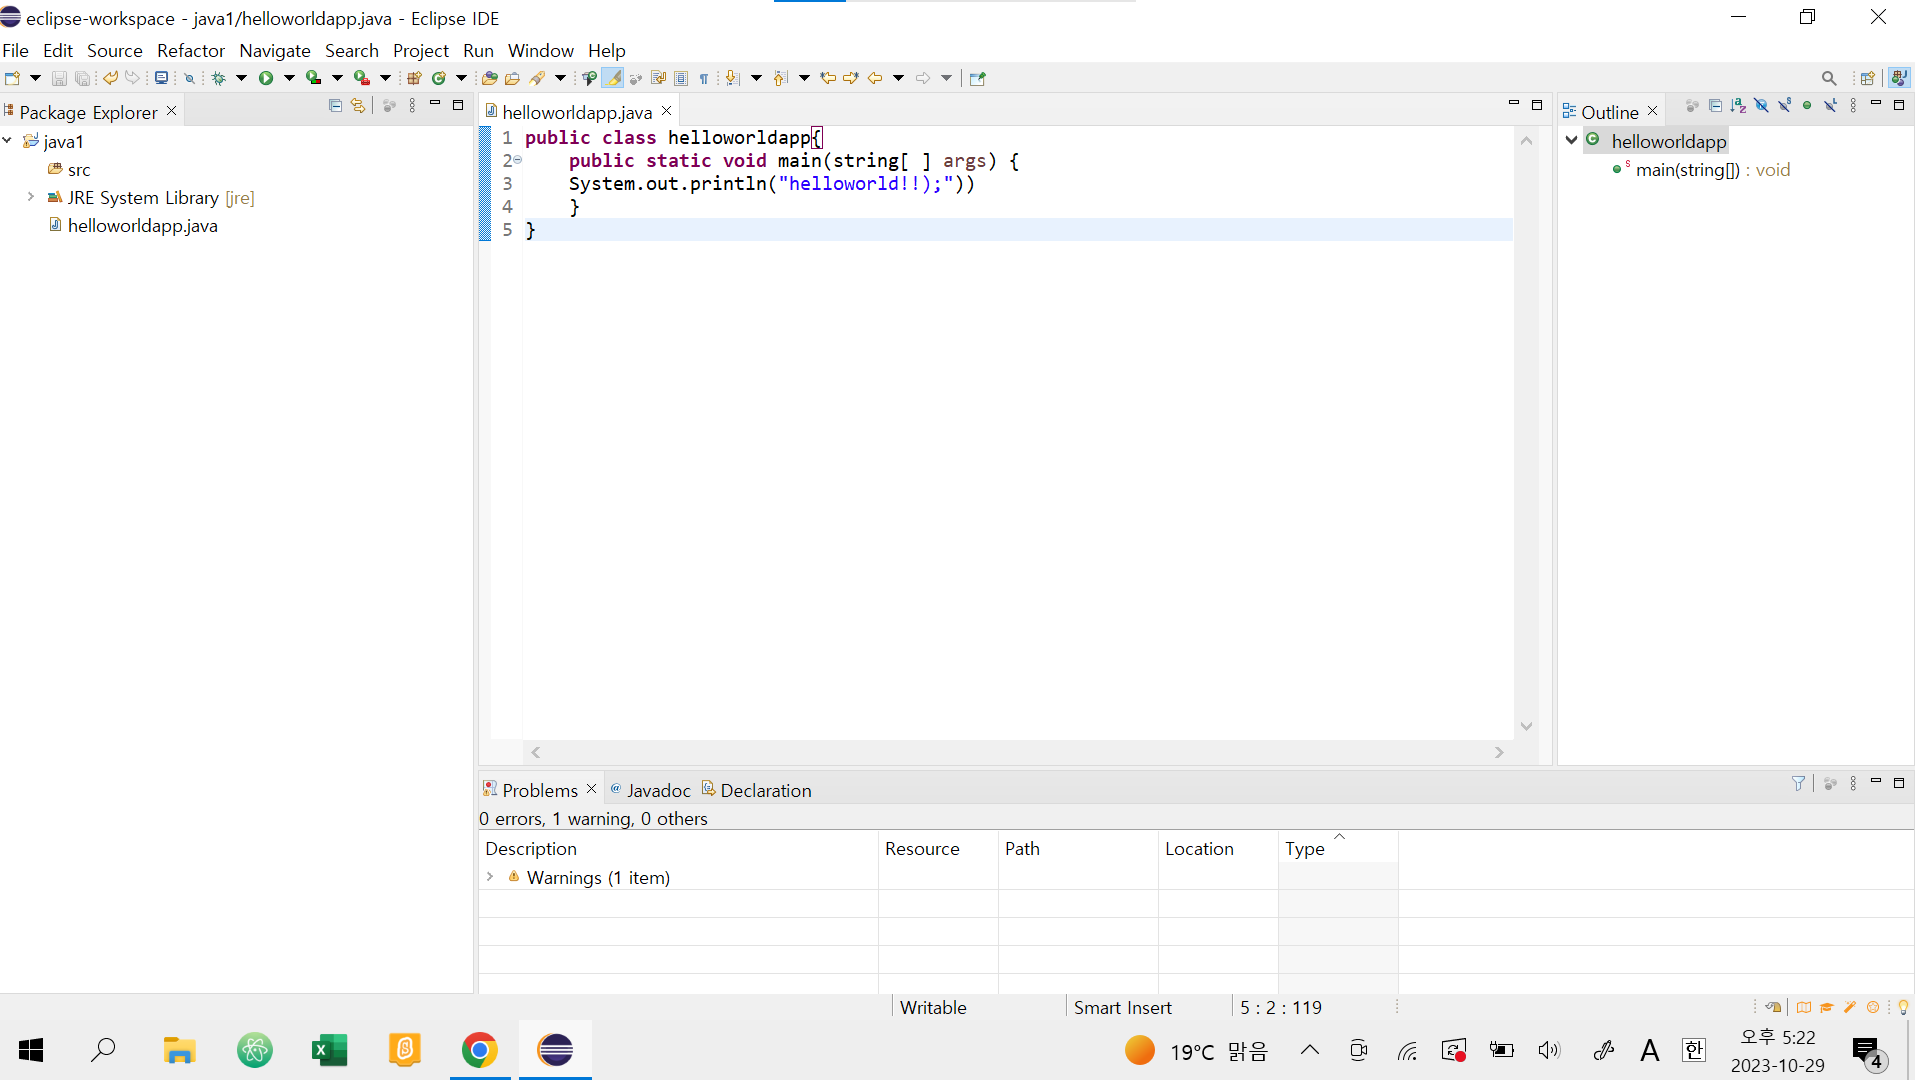 eclipse-workspace - java1/helloworldapp.java - Eclipse IDE
File Edit Source Refactor Navigate Search Project Run Window Help
Package Explorer
java1
src
JRE System Library [jre]
helloworldapp.java
helloworldapp.java
1 public class helloworldapp{
2 public static void main(string[ ] args) {
3 System.out.println("helloworld!!);"))
4 }
5 }
Outline
helloworldapp
main(string[]) : void
Problems @ Javadoc Declaration
0 errors, 1 warning, 0 others
Description Resource Path Location Type
Warnings (1 item)
Writable Smart Insert 5 : 2 : 119
19°C 맑음 A 한
오후 5:22
2023-10-29
4